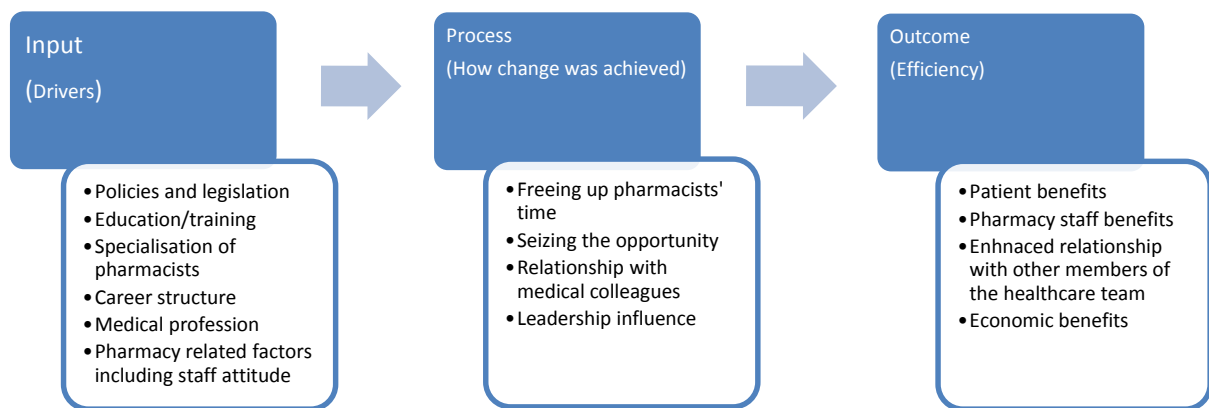 Input
(Drivers)
•Policies and legislation
•Education/training
•Specialisation of
pharmacists
•Career structure
•Medical profession
•Pharmacy related factors
including staff attitude
Process
(How change was achieved)
•Freeing up pharmacists'
time
•Seizing the opportunity
•Relationship with
medical colleagues
•Leadership influence
Outcome
(Efficiency)
•Patient benefits
•Pharmacy staff benefits
•Enhnaced relationship
with other members of
the healthcare team
•Economic benefits